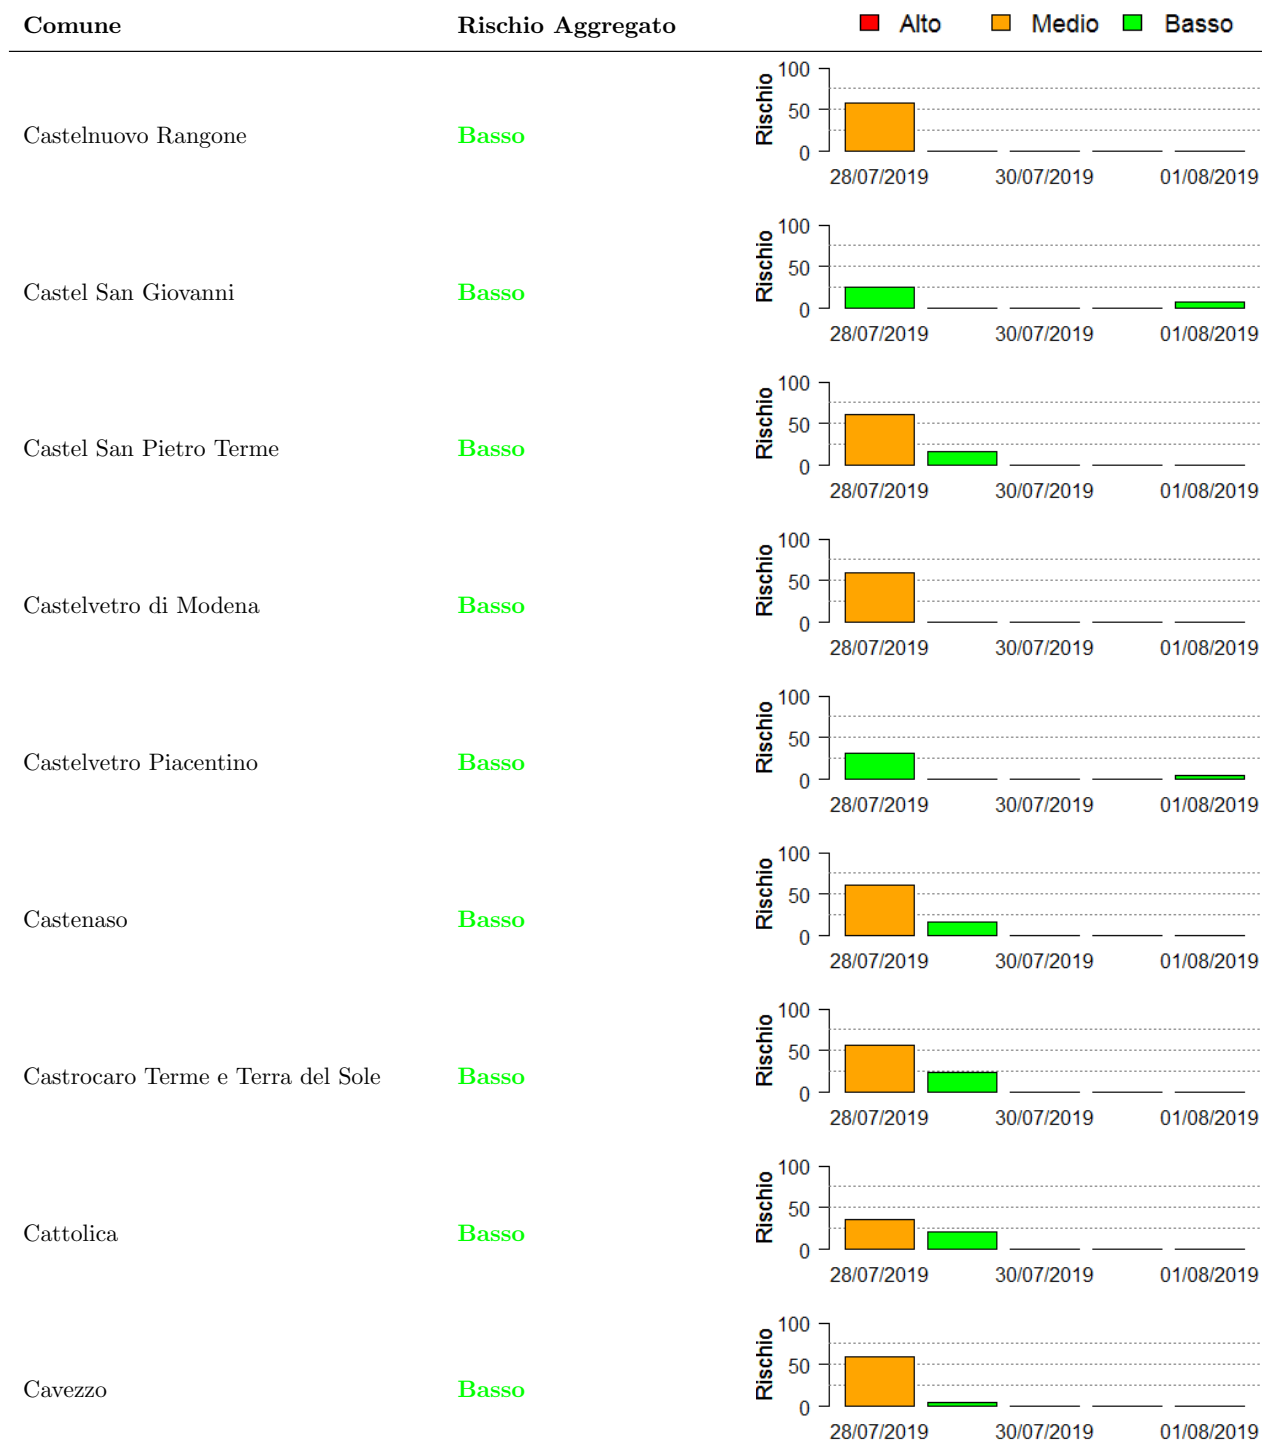 Comune Rischio Aggregato Alto Medio Basso
100
50
0
Rischio
Castelnuovo Rangone Basso
28/07/2019 30/07/2019 01/08/2019
100
50
0
Rischio
Castel San Giovanni Basso
28/07/2019 30/07/2019 01/08/2019
100
50
0
Rischio
Castel San Pietro Terme Basso
28/07/2019 30/07/2019 01/08/2019
100
50
0
Rischio
Castelvetro di Modena Basso
28/07/2019 30/07/2019 01/08/2019
100
50
0
Rischio
Castelvetro Piacentino Basso
28/07/2019 30/07/2019 01/08/2019
100
50
0
Rischio
Castenaso Basso
28/07/2019 30/07/2019 01/08/2019
100
50
0
Rischio
Castrocaro Terme e Terra del Sole Basso
28/07/2019 30/07/2019 01/08/2019
100
50
0
Rischio
Cattolica Basso
28/07/2019 30/07/2019 01/08/2019
100
50
0
Rischio
Cavezzo Basso
28/07/2019 30/07/2019 01/08/2019